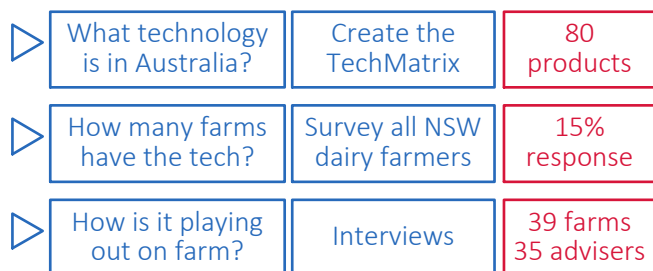 What technology
is in Australia?
Create the
TechMatrix
80
products
How many farms
have the tech?
Survey all NSW
dairy farmers
15%
response
How is it playing
out on farm?
Interviews
39 farms
35 advisers